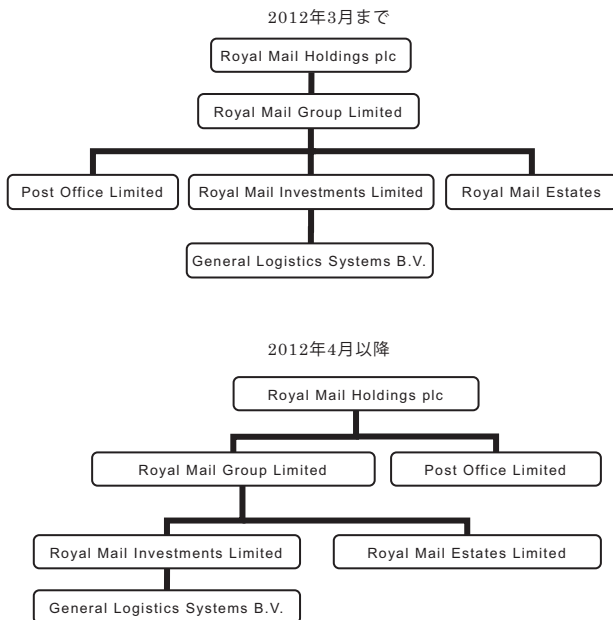 2012年3月まで
Royal Mail Holdings plc
Royal Mail Group Limited
Post Office Limited
Royal Mail Investments Limited
Royal Mail Estates
General Logistics Systems B.V.
2012年4月以降
Royal Mail Holdings plc
Royal Mail Group Limited
Post Office Limited
Royal Mail Investments Limited
Royal Mail Estates Limited
General Logistics Systems B.V.